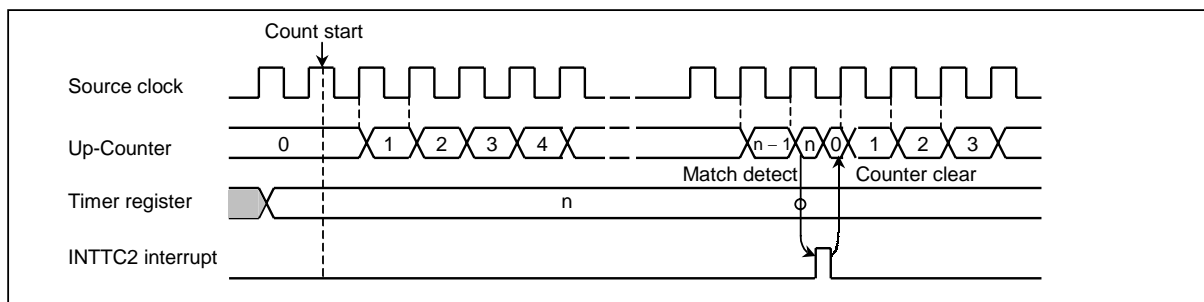 Count start
Source clock
Up-Counter
0 1 2 3 4 n – 1 n 0 1 2 3
Match detect Counter clear
Timer register
n
INTTC2 interrupt